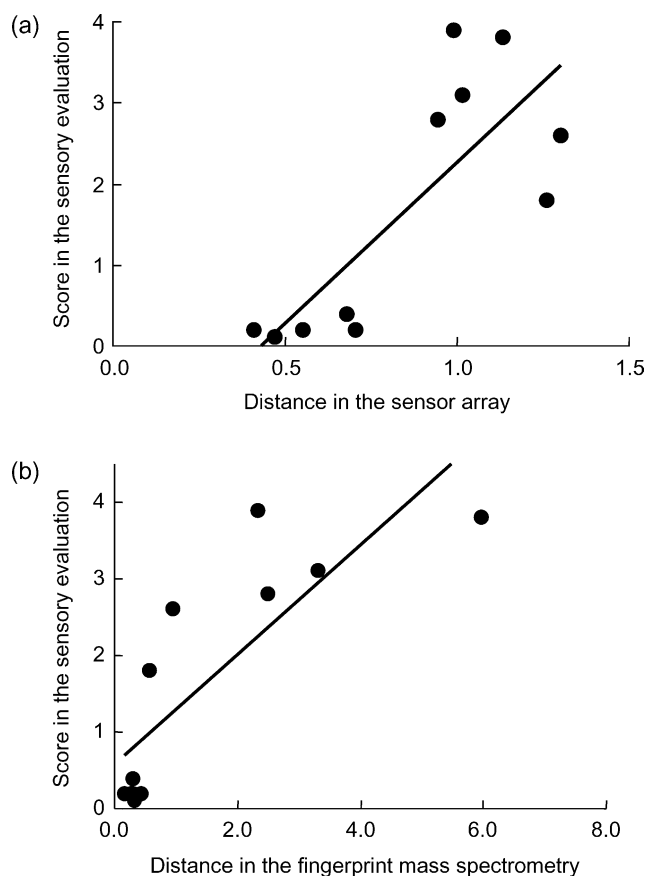 (a)
Score in the sensory evaluation
4
3
2
1
0
0.0 0.5 1.0 1.5
Distance in the sensor array
(b)
Score in the sensory evaluation
4
3
2
1
0
0.0 2.0 4.0 6.0 8.0
Distance in the fingerprint mass spectrometry